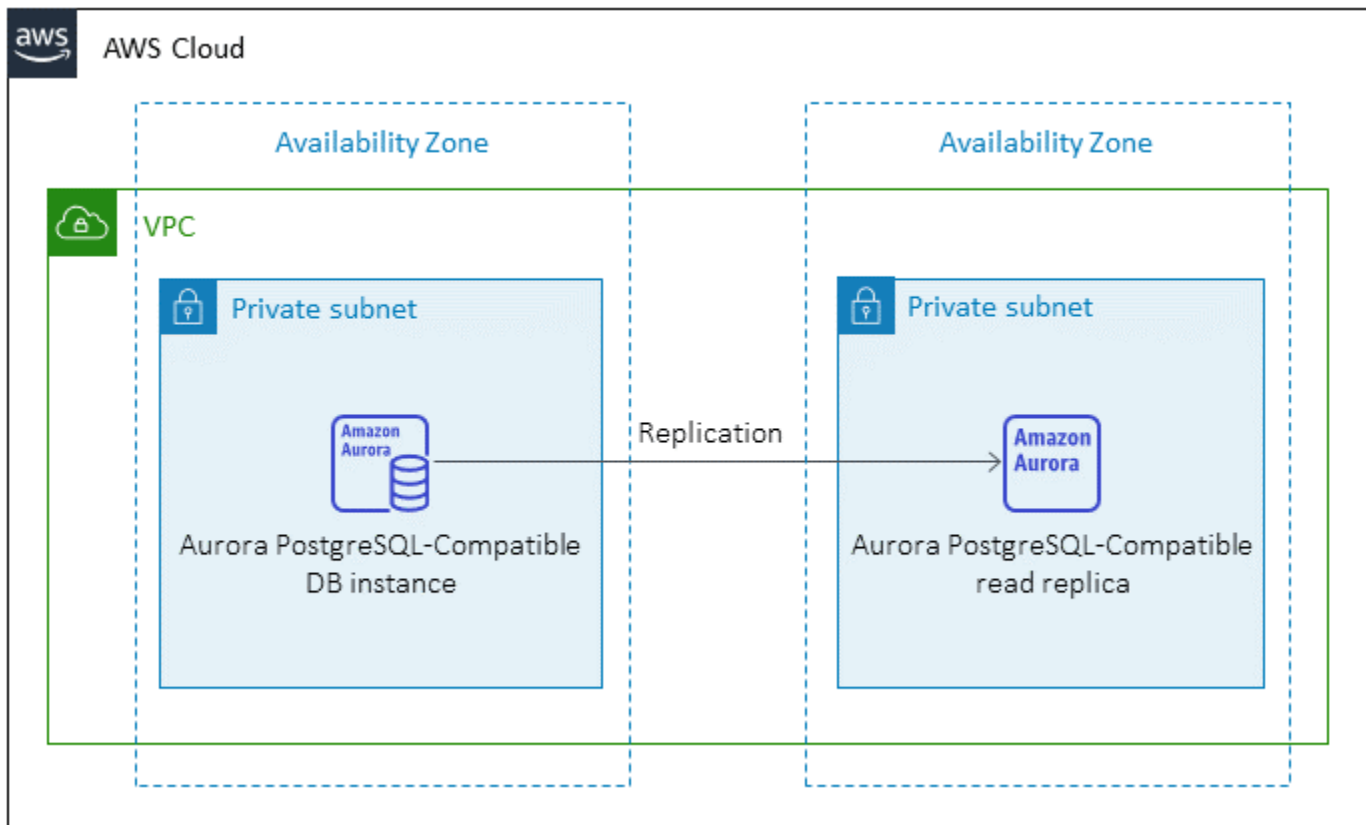 aws
AWS Cloud
Availability Zone
Availability Zone
VPC
Private subnet
Private subnet
Amazon
Aurora
Replication
Amazon
Aurora
Aurora PostgreSQL-Compatible
DB instance
Aurora PostgreSQL-Compatible
read replica